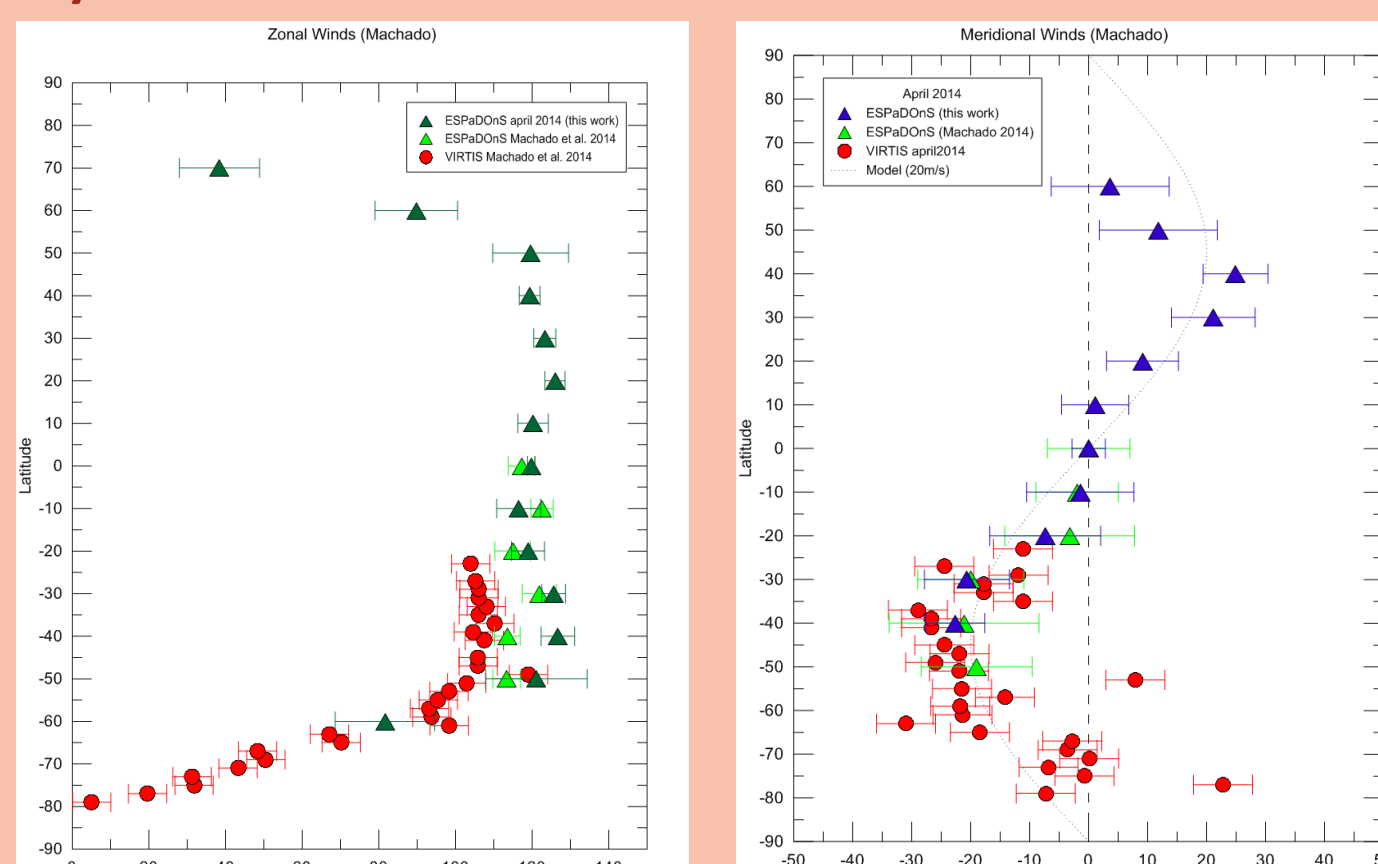 Zonal Winds (Machado)
ESPaDOnS april 2014 (this work)
ESPaDOnS Machado et al. 2014
VIRTIS Machado et al. 2014
90
80
70
60
50
40
30
20
10
0
-10
-20
-30
-40
-50
-60
-70
-80
-90
Latitude
Meridional Winds (Machado)
April 2014
ESPaDOnS (this work)
ESPaDOnS (Machado 2014)
VIRTIS april2014
Model (20m/s)
90
80
70
60
50
40
30
20
10
0
-10
-20
-30
-40
-50
-60
-70
-80
-90
Latitude
-50 -40 -30 -20 -10 0 10 20 30 40